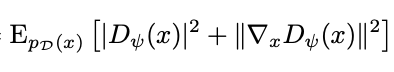 = E_{p_𝒟(x)} [|D_ψ(x)|² + ‖∇_x D_ψ(x)‖²]